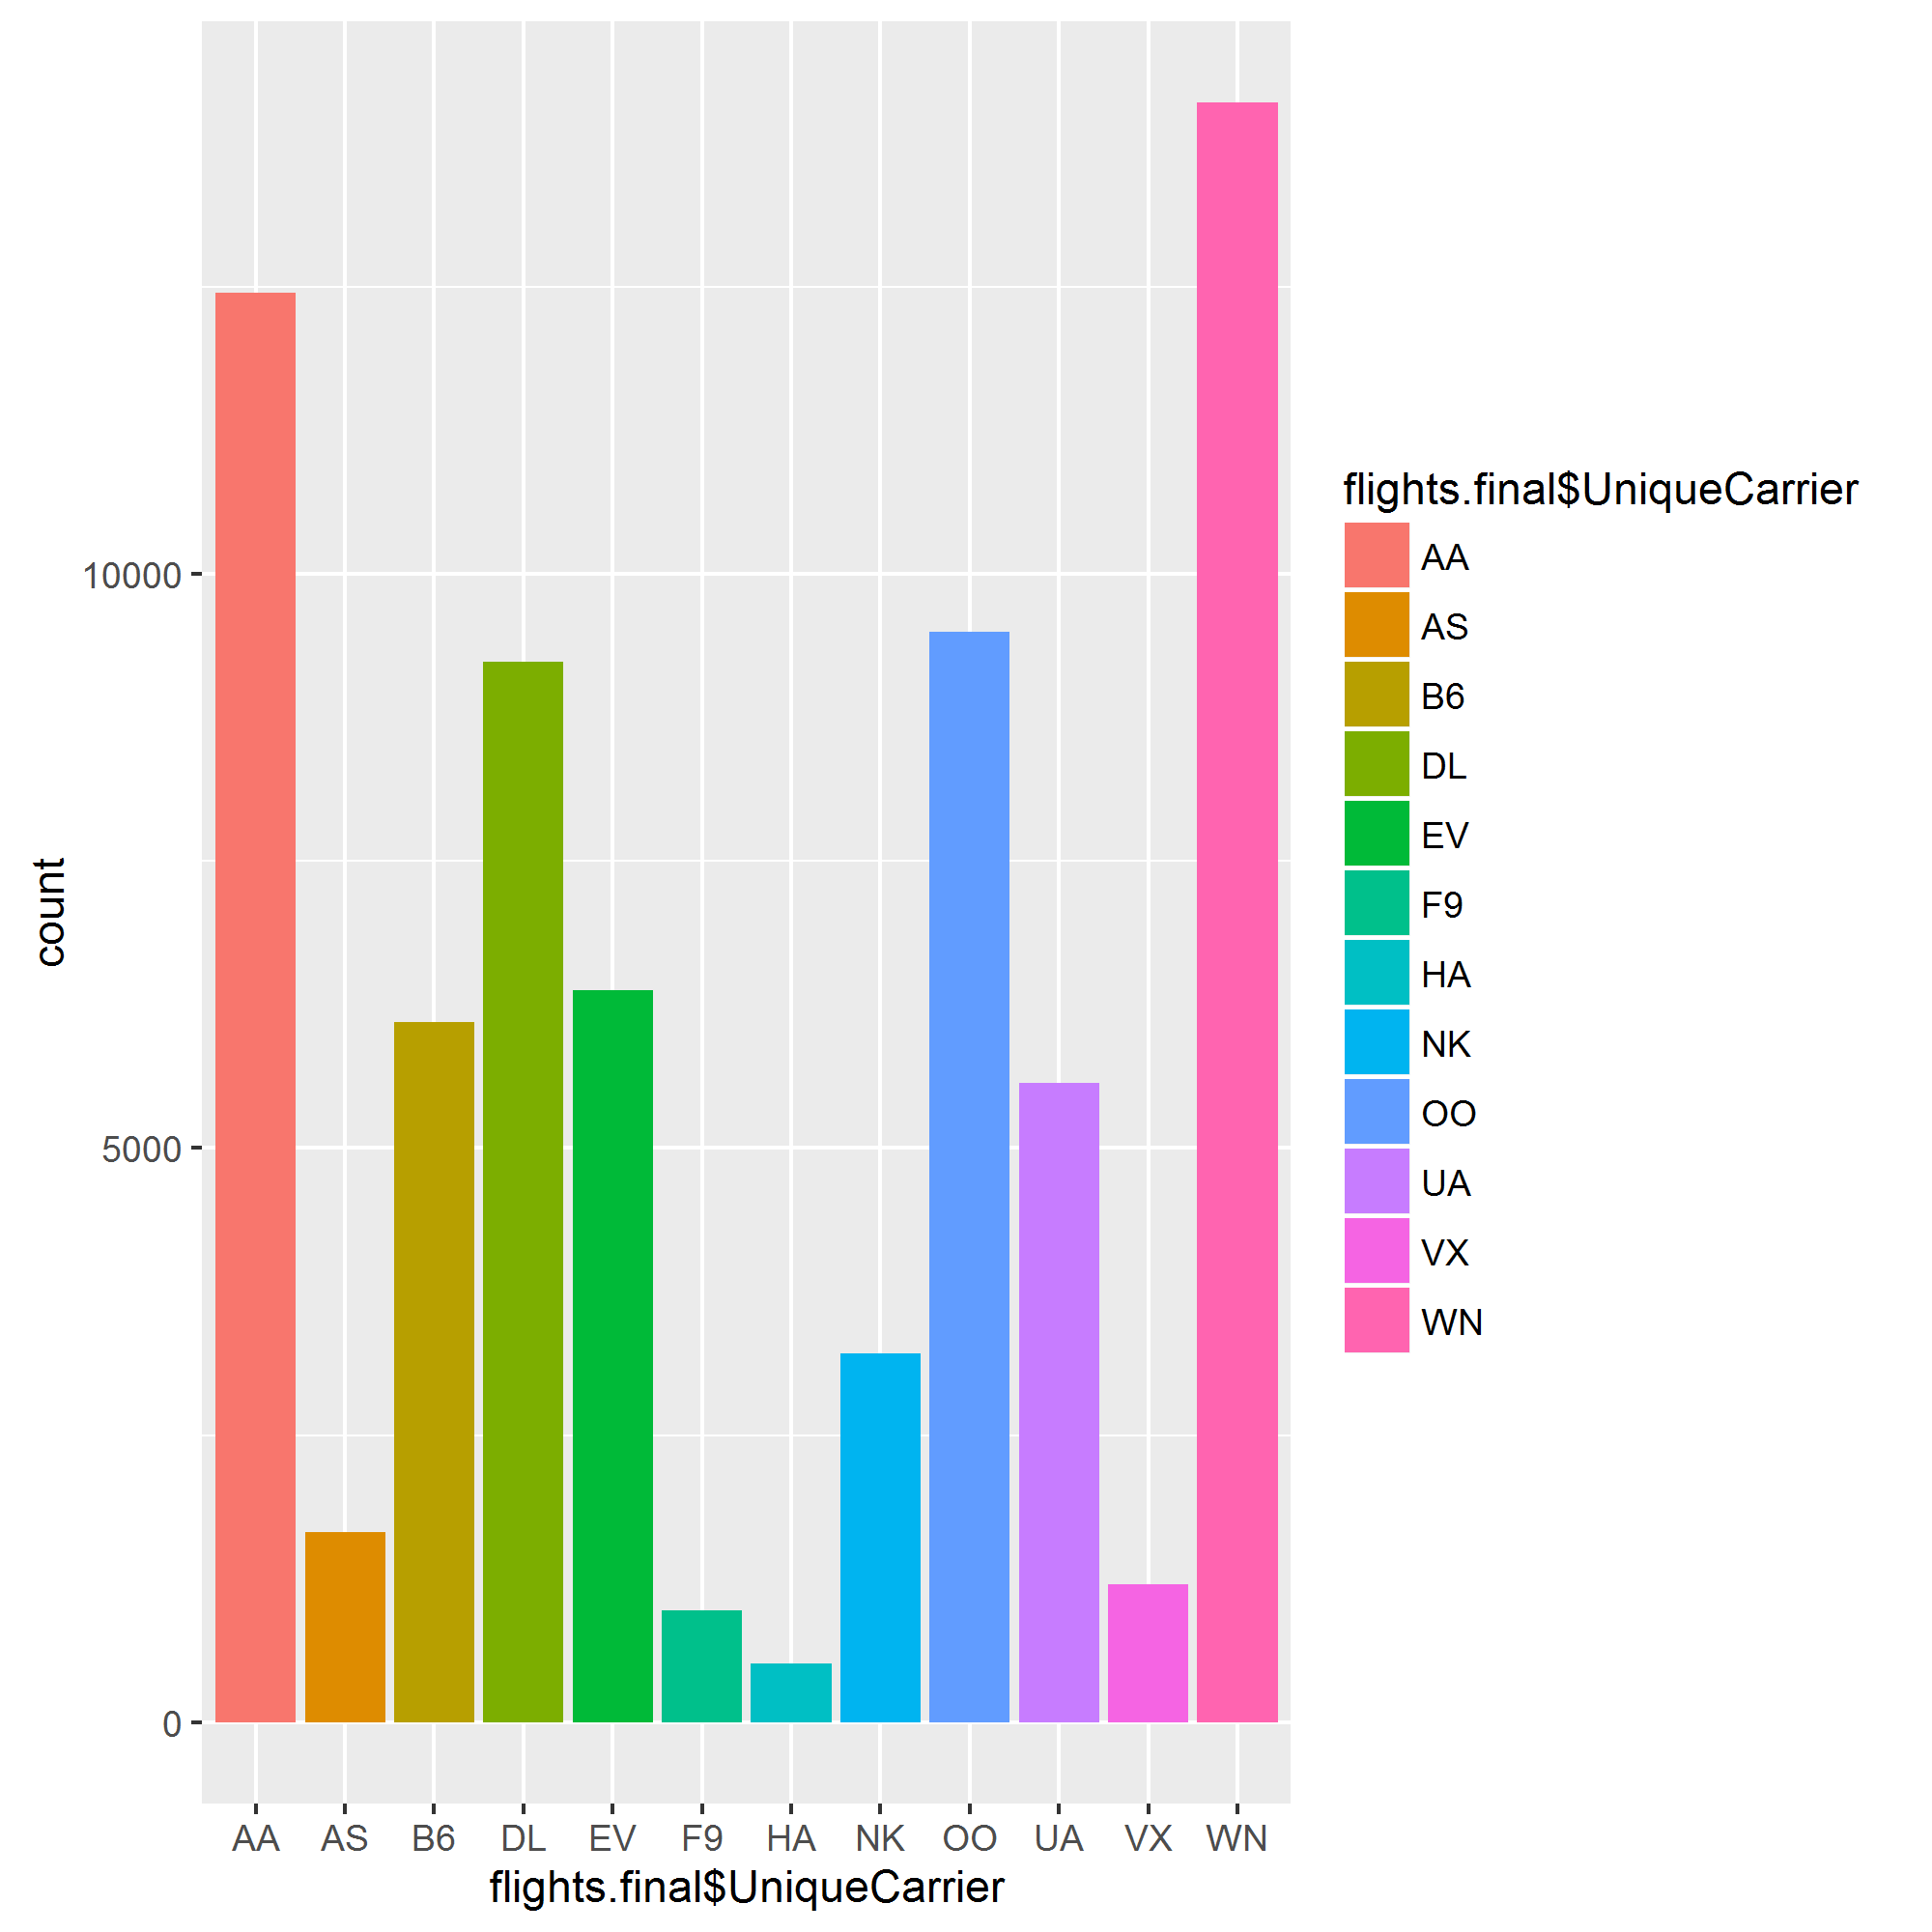 count
10000
5000
0
AA AS B6 DL EV F9 HA NK OO UA VX WN
flights.final$UniqueCarrier
flights.final$UniqueCarrier
AA
AS
B6
DL
EV
F9
HA
NK
OO
UA
VX
WN